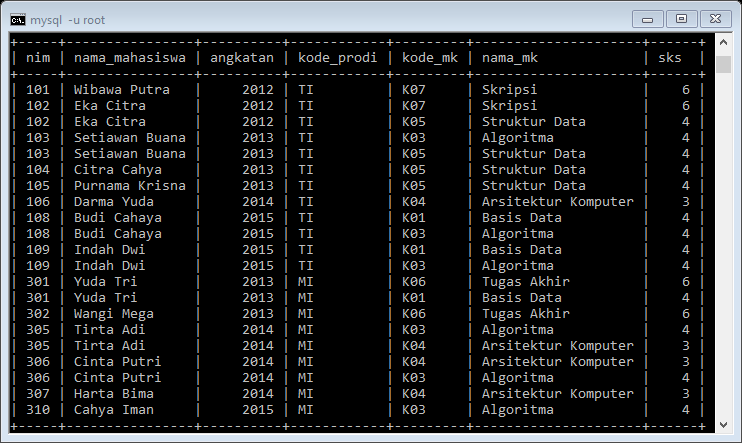 mysql -u root
+-----+----------------+----------+------------+---------+---------------------+------+
| nim | nama_mahasiswa | angkatan | kode_prodi | kode_mk | nama_mk             | sks  |
+-----+----------------+----------+------------+---------+---------------------+------+
| 101 | Wibawa Putra   |     2012 | TI         | K07     | Skripsi             |    6 |
| 102 | Eka Citra      |     2012 | TI         | K07     | Skripsi             |    6 |
| 102 | Eka Citra      |     2012 | TI         | K05     | Struktur Data       |    4 |
| 103 | Setiawan Buana |     2013 | TI         | K03     | Algoritma           |    4 |
| 103 | Setiawan Buana |     2013 | TI         | K05     | Struktur Data       |    4 |
| 104 | Citra Cahya    |     2013 | TI         | K05     | Struktur Data       |    4 |
| 105 | Purnama Krisna |     2013 | TI         | K05     | Struktur Data       |    4 |
| 106 | Darma Yuda     |     2014 | TI         | K04     | Arsitektur Komputer |    3 |
| 108 | Budi Cahaya    |     2015 | TI         | K01     | Basis Data          |    4 |
| 108 | Budi Cahaya    |     2015 | TI         | K03     | Algoritma           |    4 |
| 109 | Indah Dwi      |     2015 | TI         | K01     | Basis Data          |    4 |
| 109 | Indah Dwi      |     2015 | TI         | K03     | Algoritma           |    4 |
| 301 | Yuda Tri       |     2013 | MI         | K06     | Tugas Akhir         |    6 |
| 301 | Yuda Tri       |     2013 | MI         | K01     | Basis Data          |    4 |
| 302 | Wangi Mega     |     2013 | MI         | K06     | Tugas Akhir         |    6 |
| 305 | Tirta Adi      |     2014 | MI         | K03     | Algoritma           |    4 |
| 305 | Tirta Adi      |     2014 | MI         | K04     | Arsitektur Komputer |    3 |
| 306 | Cinta Putri    |     2014 | MI         | K04     | Arsitektur Komputer |    3 |
| 306 | Cinta Putri    |     2014 | MI         | K03     | Algoritma           |    4 |
| 307 | Harta Bima     |     2014 | MI         | K04     | Arsitektur Komputer |    3 |
| 310 | Cahya Iman     |     2015 | MI         | K03     | Algoritma           |    4 |
+-----+----------------+----------+------------+---------+---------------------+------+